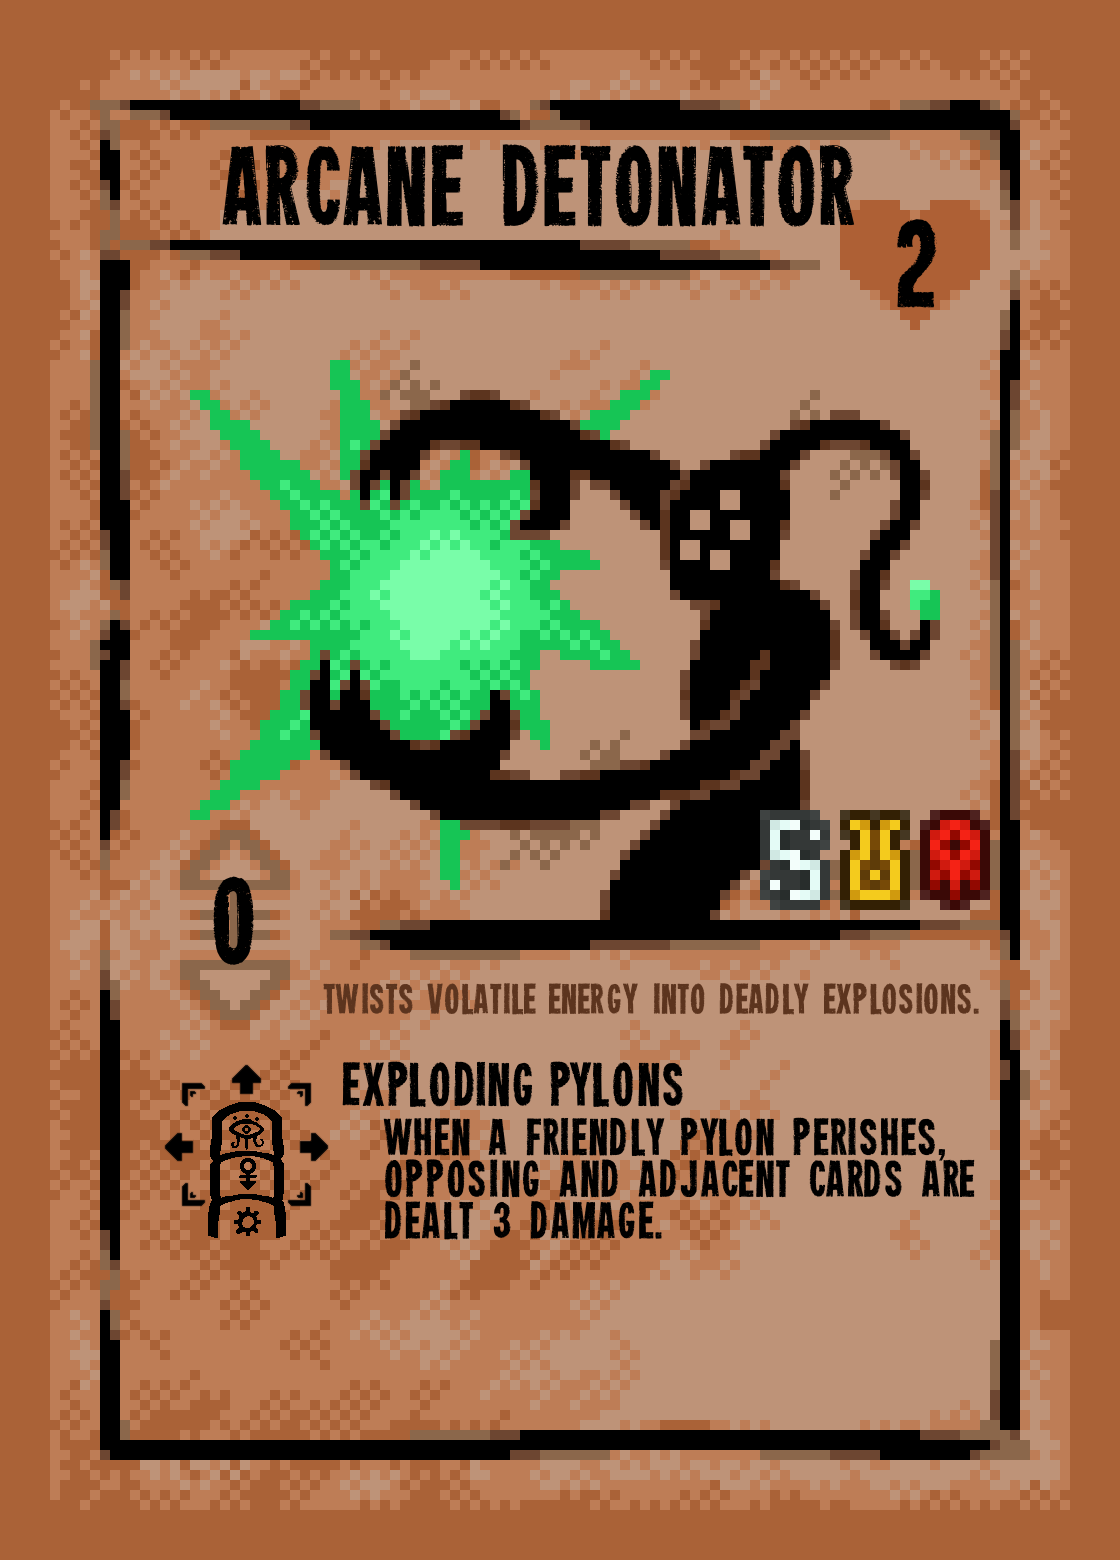 ARCANE DETONATOR
2
0
TWISTS VOLATILE ENERGY INTO DEADLY EXPLOSIONS.
EXPLODING PYLONS
WHEN A FRIENDLY PYLON PERISHES,
OPPOSING AND ADJACENT CARDS ARE
DEALT 3 DAMAGE.